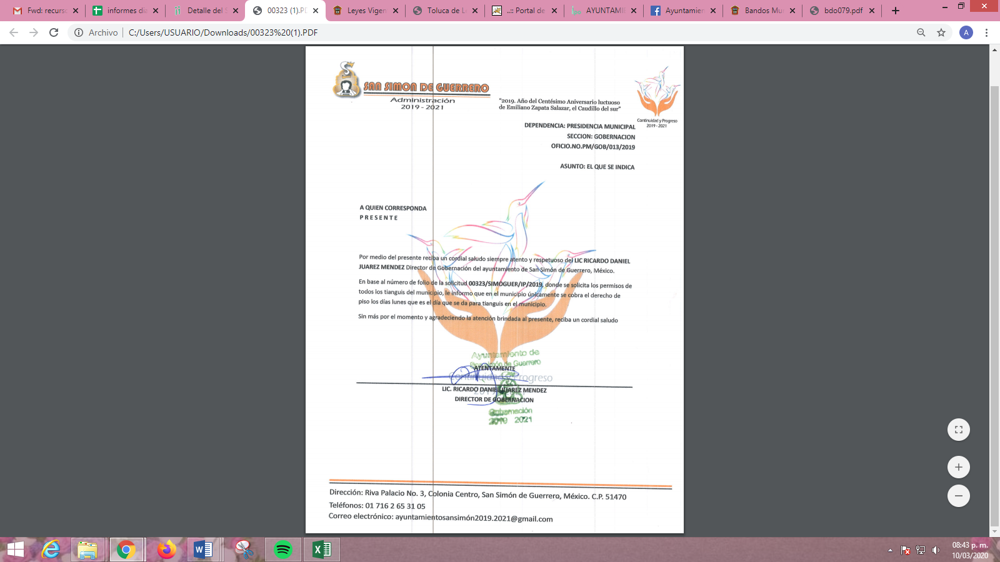 Fwd: recurso
informes dia
Detalle del S
00323 (1).PD
Leyes Vigen
Toluca de Le
..:: Portal de
AYUNTAMIE
Ayuntamien
Bandos Mun
bdo079.pdf
Archivo
C:/Users/USUARIO/Downloads/00323%20(1).PDF
A
SAN SIMON DE GUERRERO
Administración
2019 - 2021
"2019. Año del Centésimo Aniversario luctuoso
de Emiliano Zapata Salazar, el Caudillo del sur"
Continuidad y Progreso
2019 - 2021
DEPENDENCIA: PRESIDENCIA MUNICIPAL
SECCION: GOBERNACION
OFICIO.NO.PM/GOB/013/2019
ASUNTO: EL QUE SE INDICA
A QUIEN CORRESPONDA
P R E S E N T E
Por medio del presente reciba un cordial saludo siempre atento y respetuoso del LIC RICARDO DANIEL
JUAREZ MENDEZ Director de Gobernación del ayuntamiento de San Simón de Guerrero, México.
En base al número de folio de la solicitud 00323/SIMOGUER/IP/2019, donde se solicita los permisos de
todos los tianguis del municipio, le informo que en el municipio únicamente se cobra el derecho de
piso los días lunes que es el día que se da para tianguis en el municipio.
Sin más por el momento y agradeciendo la atención brindada al presente, reciba un cordial saludo
Ayuntamiento de
Simón de Guerrero
ATENTAMENTE
Continuidad y Progreso
LIC. RICARDO DANIEL JUAREZ MENDEZ
DIRECTOR DE GOBERNACION
Gobernación
2019 2021
Dirección: Riva Palacio No. 3, Colonia Centro, San Simón de Guerrero, México. C.P. 51470
Teléfonos: 01 716 2 65 31 05
Correo electrónico: ayuntamientosansimón2019.2021@gmail.com
08:43 p. m.
10/03/2020